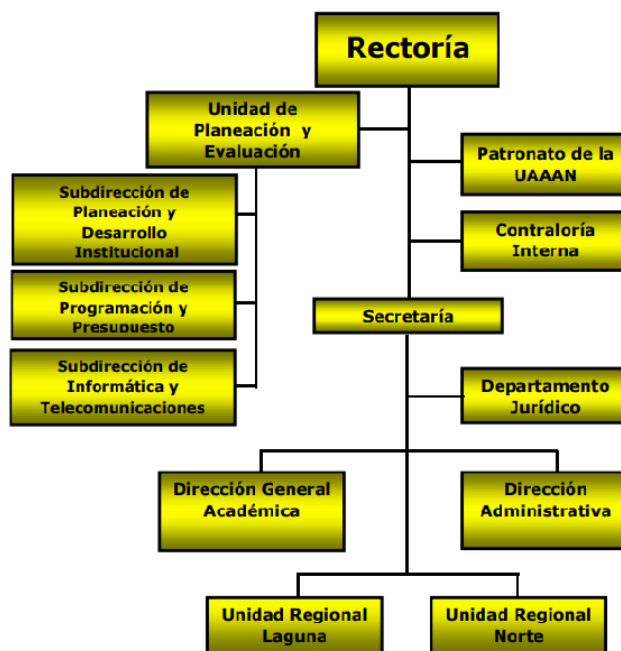 Rectoría
Unidad de
Planeación y
Evaluación
Patronato de la
UAAAN
Subdirección de
Planeación y
Desarrollo
Institucional
Contraloría
Interna
Subdirección de
Programación y
Presupuesto
Secretaría
Subdirección de
Informática y
Telecomunicaciones
Departamento
Jurídico
Dirección General
Académica
Dirección
Administrativa
Unidad Regional
Laguna
Unidad Regional
Norte